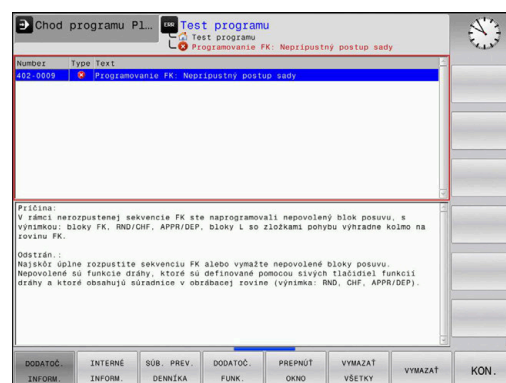 Chod programu Pl...
ERR Test programu
Test programu
Programovanie FK: Neprípustný postup sady
Number Type Text
402-0009 Programovanie FK: Neprípustný postup sady
Príčina:
V rámci nerozpustenej sekvencie FK ste naprogramovali nepovolený blok posuvu, s
výnimkou: bloky FK, RND/CHF, APPR/DEP, bloky L so zložkami pohybu výhradne kolmo na
rovinu FK.
Odstrán.:
Najskôr úplne rozpustite sekvenciu FK alebo vymažte nepovolené bloky posuvu.
Nepovolené sú funkcie dráhy, ktoré sú definované pomocou sivých tlačidiel funkcií
dráhy a ktoré obsahujú súradnice v obrábacej rovine (výnimka: RND, CHF, APPR/DEP).
DODATOČ. INFORM.
INTERNÉ INFORM.
SÚB. PREV. DENNÍKA
DODATOČ. FUNK.
PREPNÚŤ OKNO
VYMAZAŤ VŠETKY
VYMAZAŤ
KON.